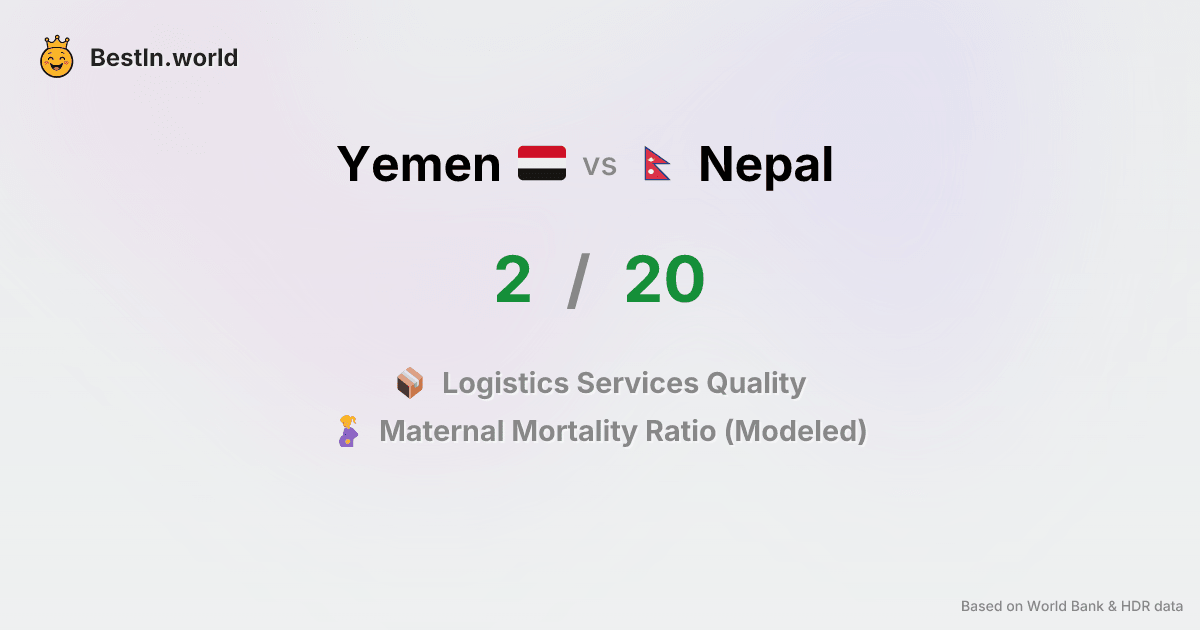 BestIn.world
Yemen vs Nepal
2 / 20
Logistics Services Quality
Maternal Mortality Ratio (Modeled)
Based on World Bank & HDR data